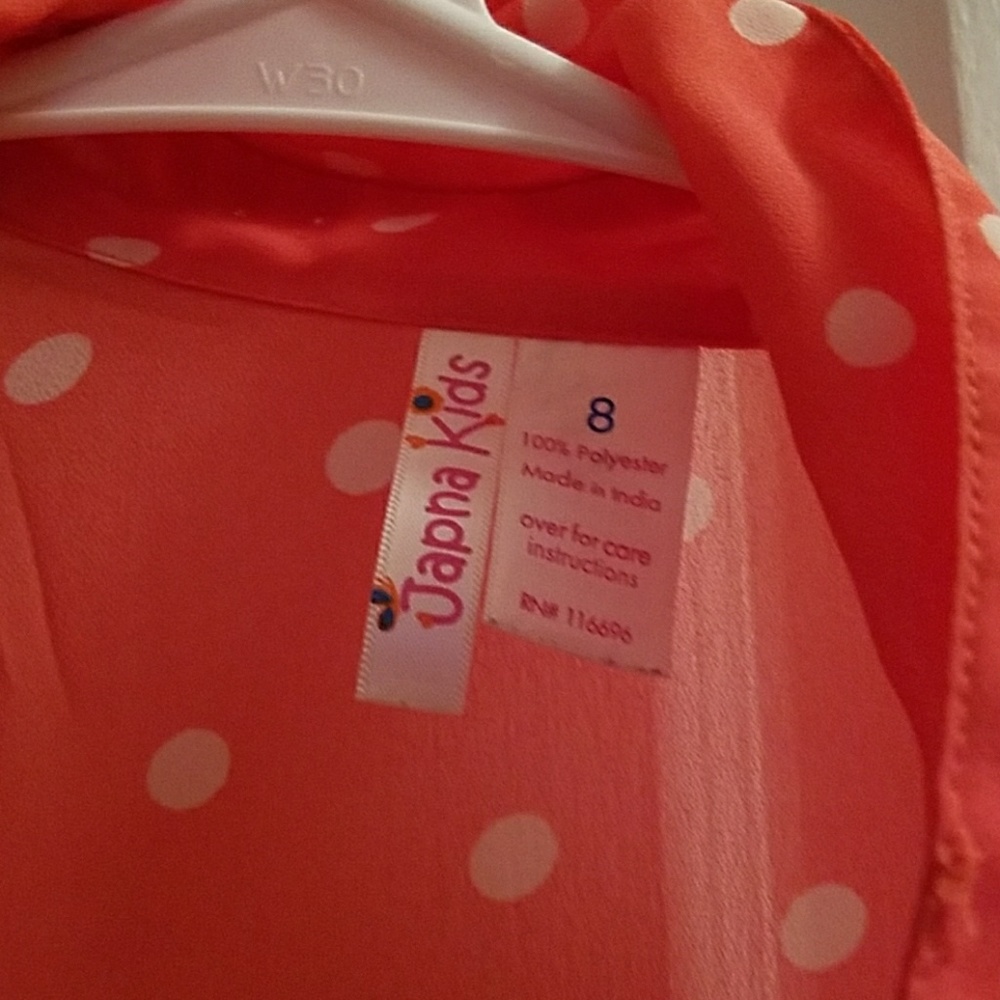 W30
Japna Kids
8
100% Polyester
Made in India
over for care
instructions
RN# 116696